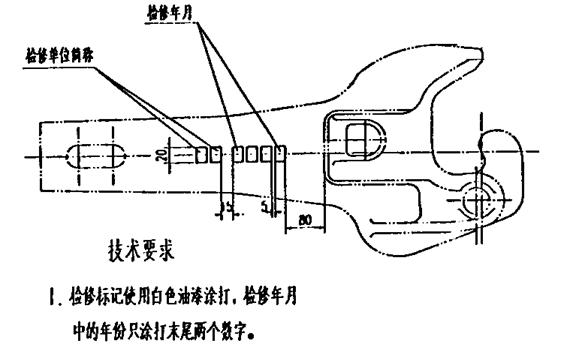 检修年月
检修单位简称
20
15
5
80
技术要求
1. 检修标记使用白色油漆涂打，检修年月
中的年份只涂打末尾两个数字。